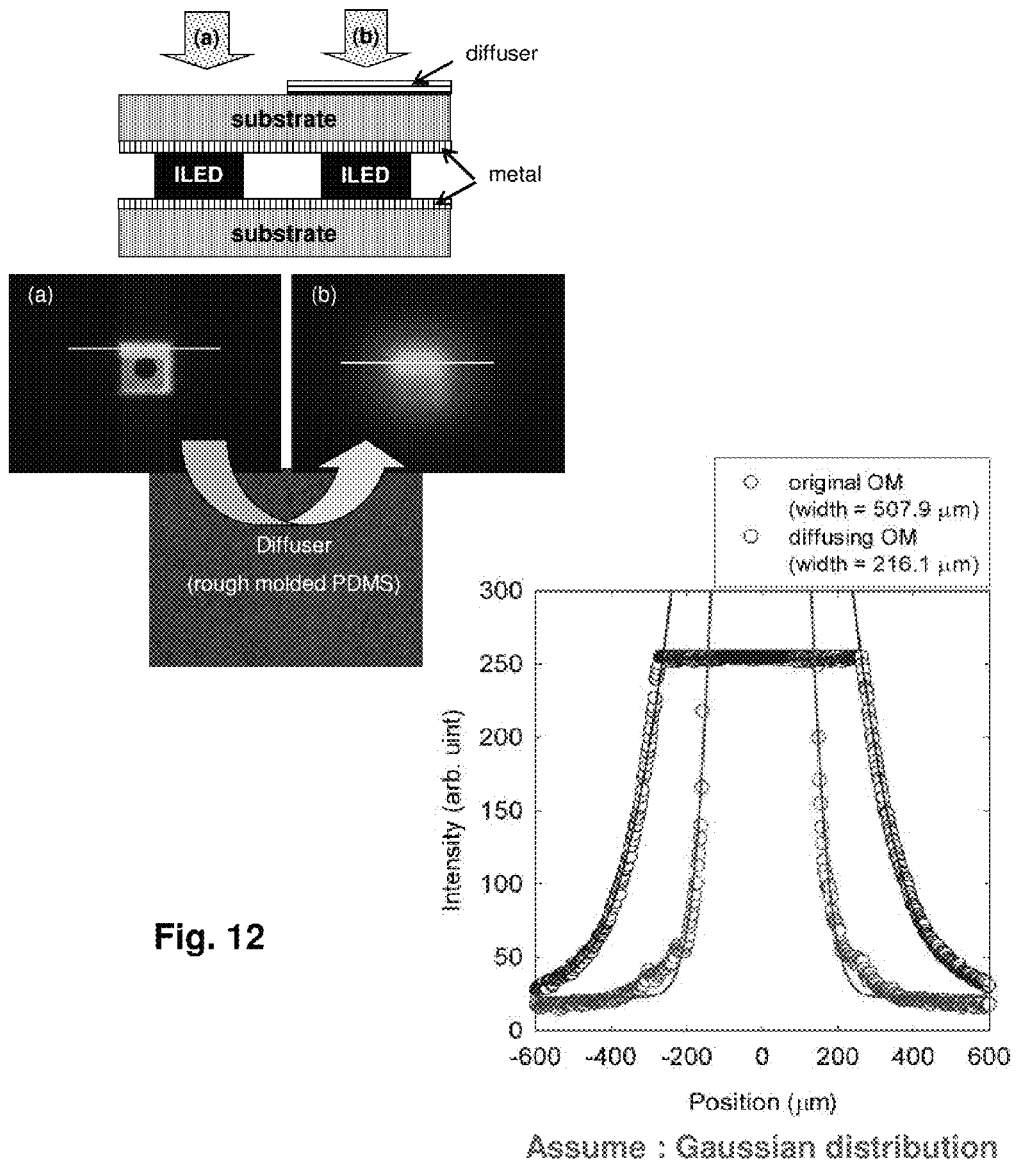 (a)
(b)
diffuser
substrate
ILED
ILED
metal
substrate
(a)
(b)
Diffuser
(rough molded PDMS)
original OM
(width = 507.9 μm)
diffusing OM
(width = 216.1 μm)
300
250
200
150
100
50
0
Intensity (arb. uint)
-600
-400
-200
0
200
400
600
Position (μm)
Fig. 12
Assume : Gaussian distribution